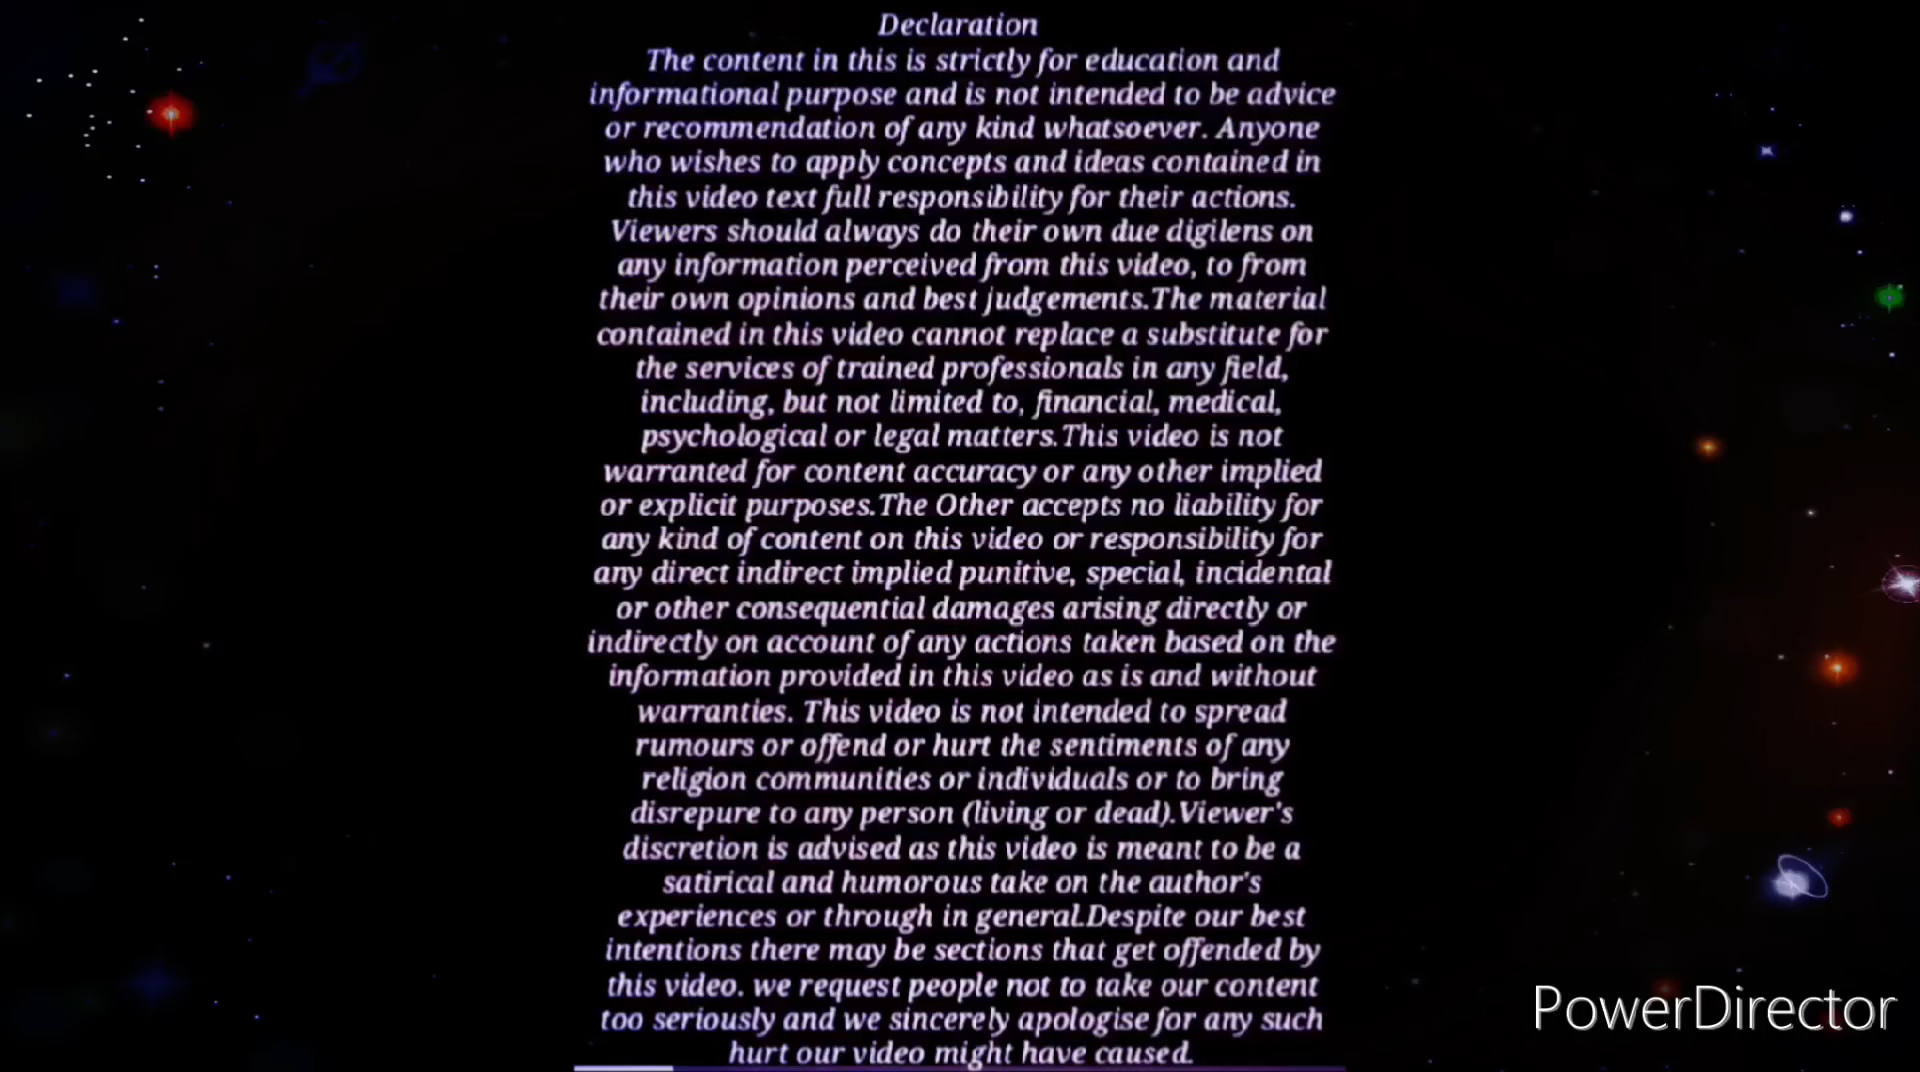 Declaration
The content in this is strictly for education and
informational purpose and is not intended to be advice
or recommendation of any kind whatsoever. Anyone
who wishes to apply concepts and ideas contained in
this video text full responsibility for their actions.
Viewers should always do their own due digilens on
any information perceived from this video, to from
their own opinions and best judgements.The material
contained in this video cannot replace a substitute for
the services of trained professionals in any field,
including, but not limited to, financial, medical,
psychological or legal matters.This video is not
warranted for content accuracy or any other implied
or explicit purposes.The Other accepts no liability for
any kind of content on this video or responsibility for
any direct indirect implied punitive, special, incidental
or other consequential damages arising directly or
indirectly on account of any actions taken based on the
information provided in this video as is and without
warranties. This video is not intended to spread
rumours or offend or hurt the sentiments of any
religion communities or individuals or to bring
disrepure to any person (living or dead).Viewer's
discretion is advised as this video is meant to be a
satirical and humorous take on the author's
experiences or through in general.Despite our best
intentions there may be sections that get offended by
this video. we request people not to take our content
too seriously and we sincerely apologise for any such
hurt our video might have caused.
PowerDirector